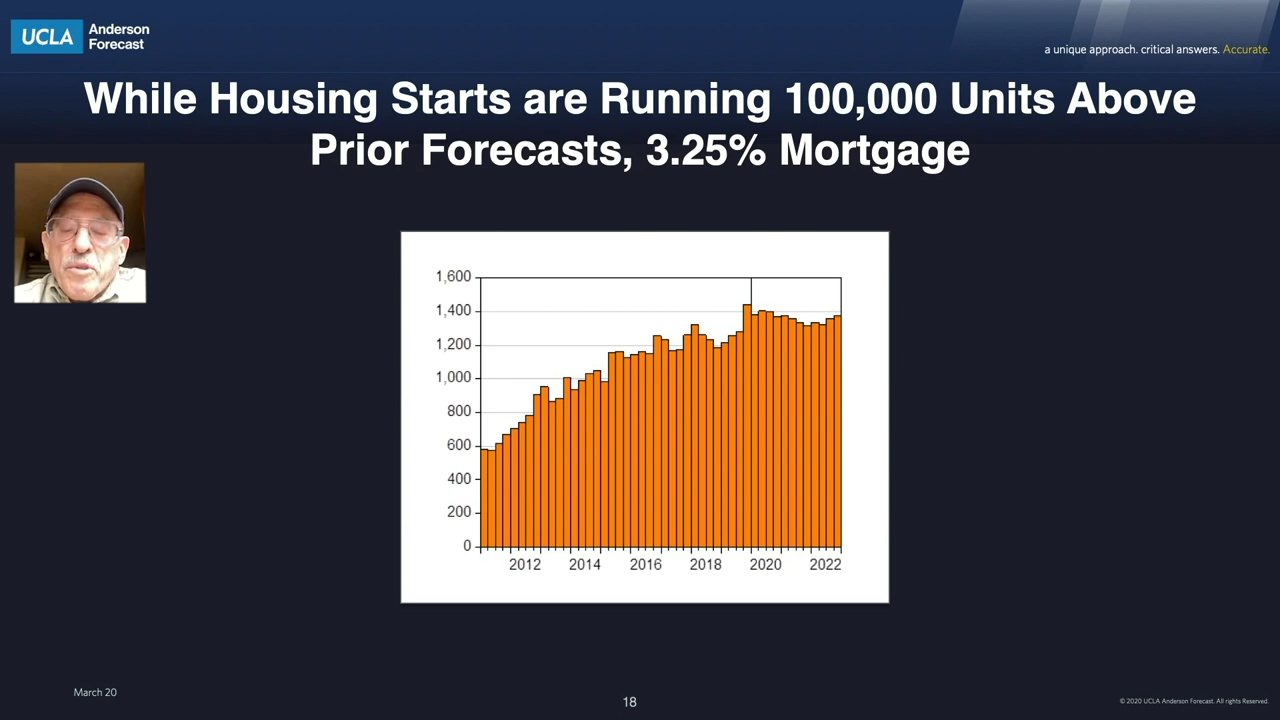 UCLA Anderson
Forecast
a unique approach. critical answers. Accurate.
While Housing Starts are Running 100,000 Units Above
Prior Forecasts, 3.25% Mortgage
1,600
1,400
1,200
1,000
800
600
400
200
0
2012 2014 2016 2018 2020 2022
March 20
18
© 2020 UCLA Anderson Forecast. All rights Reserved.